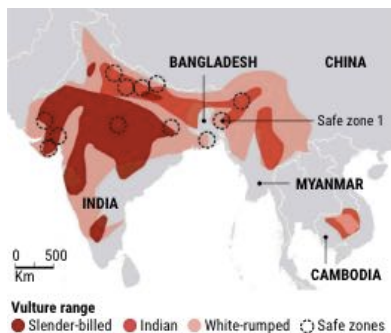 BANGLADESH
CHINA
Safe zone 1
MYANMAR
INDIA
0 500
Km
CAMBODIA
Vulture range
Slender-billed Indian White-rumped Safe zones